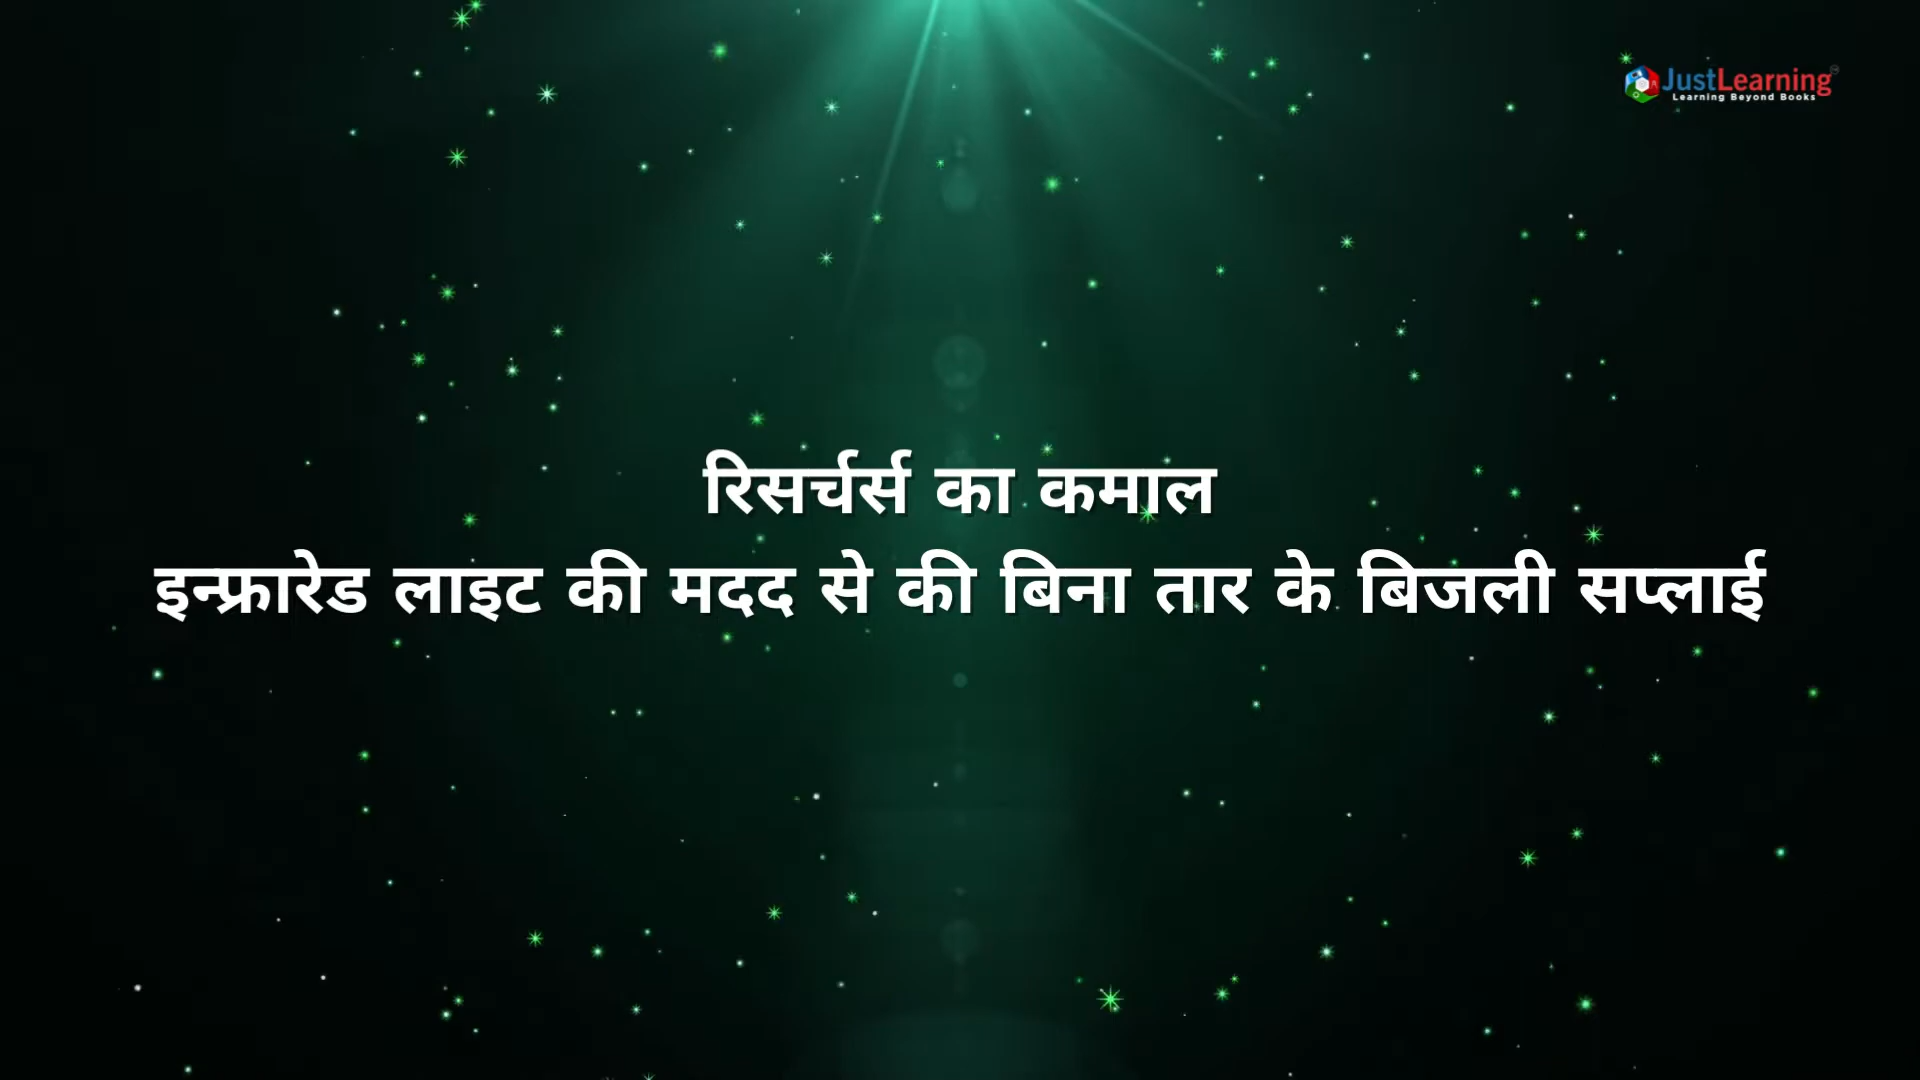 JustLearning
Learning Beyond Books
रिसर्चर्स का कमाल
इन्फ्रारेड लाइट की मदद से की बिना तार के बिजली सप्लाई